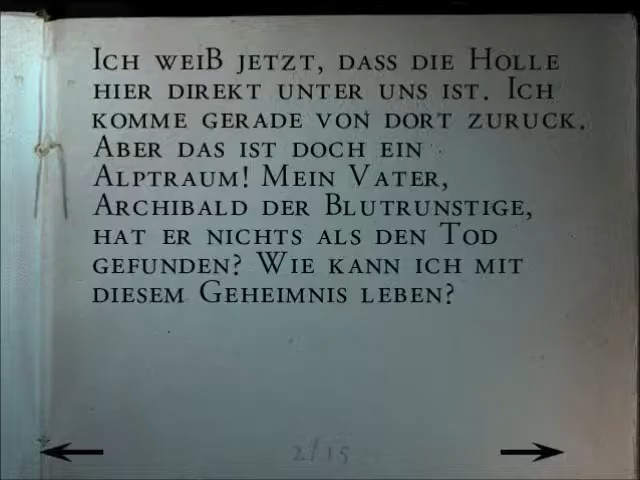 Ich weiß jetzt, dass die Holle
hier direkt unter uns ist. Ich
komme gerade von dort zuruck.
Aber das ist doch ein
Alptraum! Mein Vater,
Archibald der Blutrunstige,
hat er nichts als den Tod
gefunden? Wie kann ich mit
diesem Geheimnis leben?
2/15